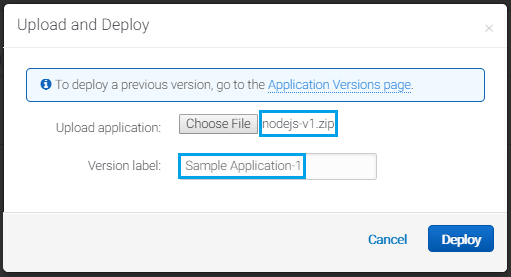 Upload and Deploy ×
To deploy a previous version, go to the Application Versions page.
Upload application: Choose File nodejs-v1.zip
Version label: Sample Application-1
Cancel Deploy